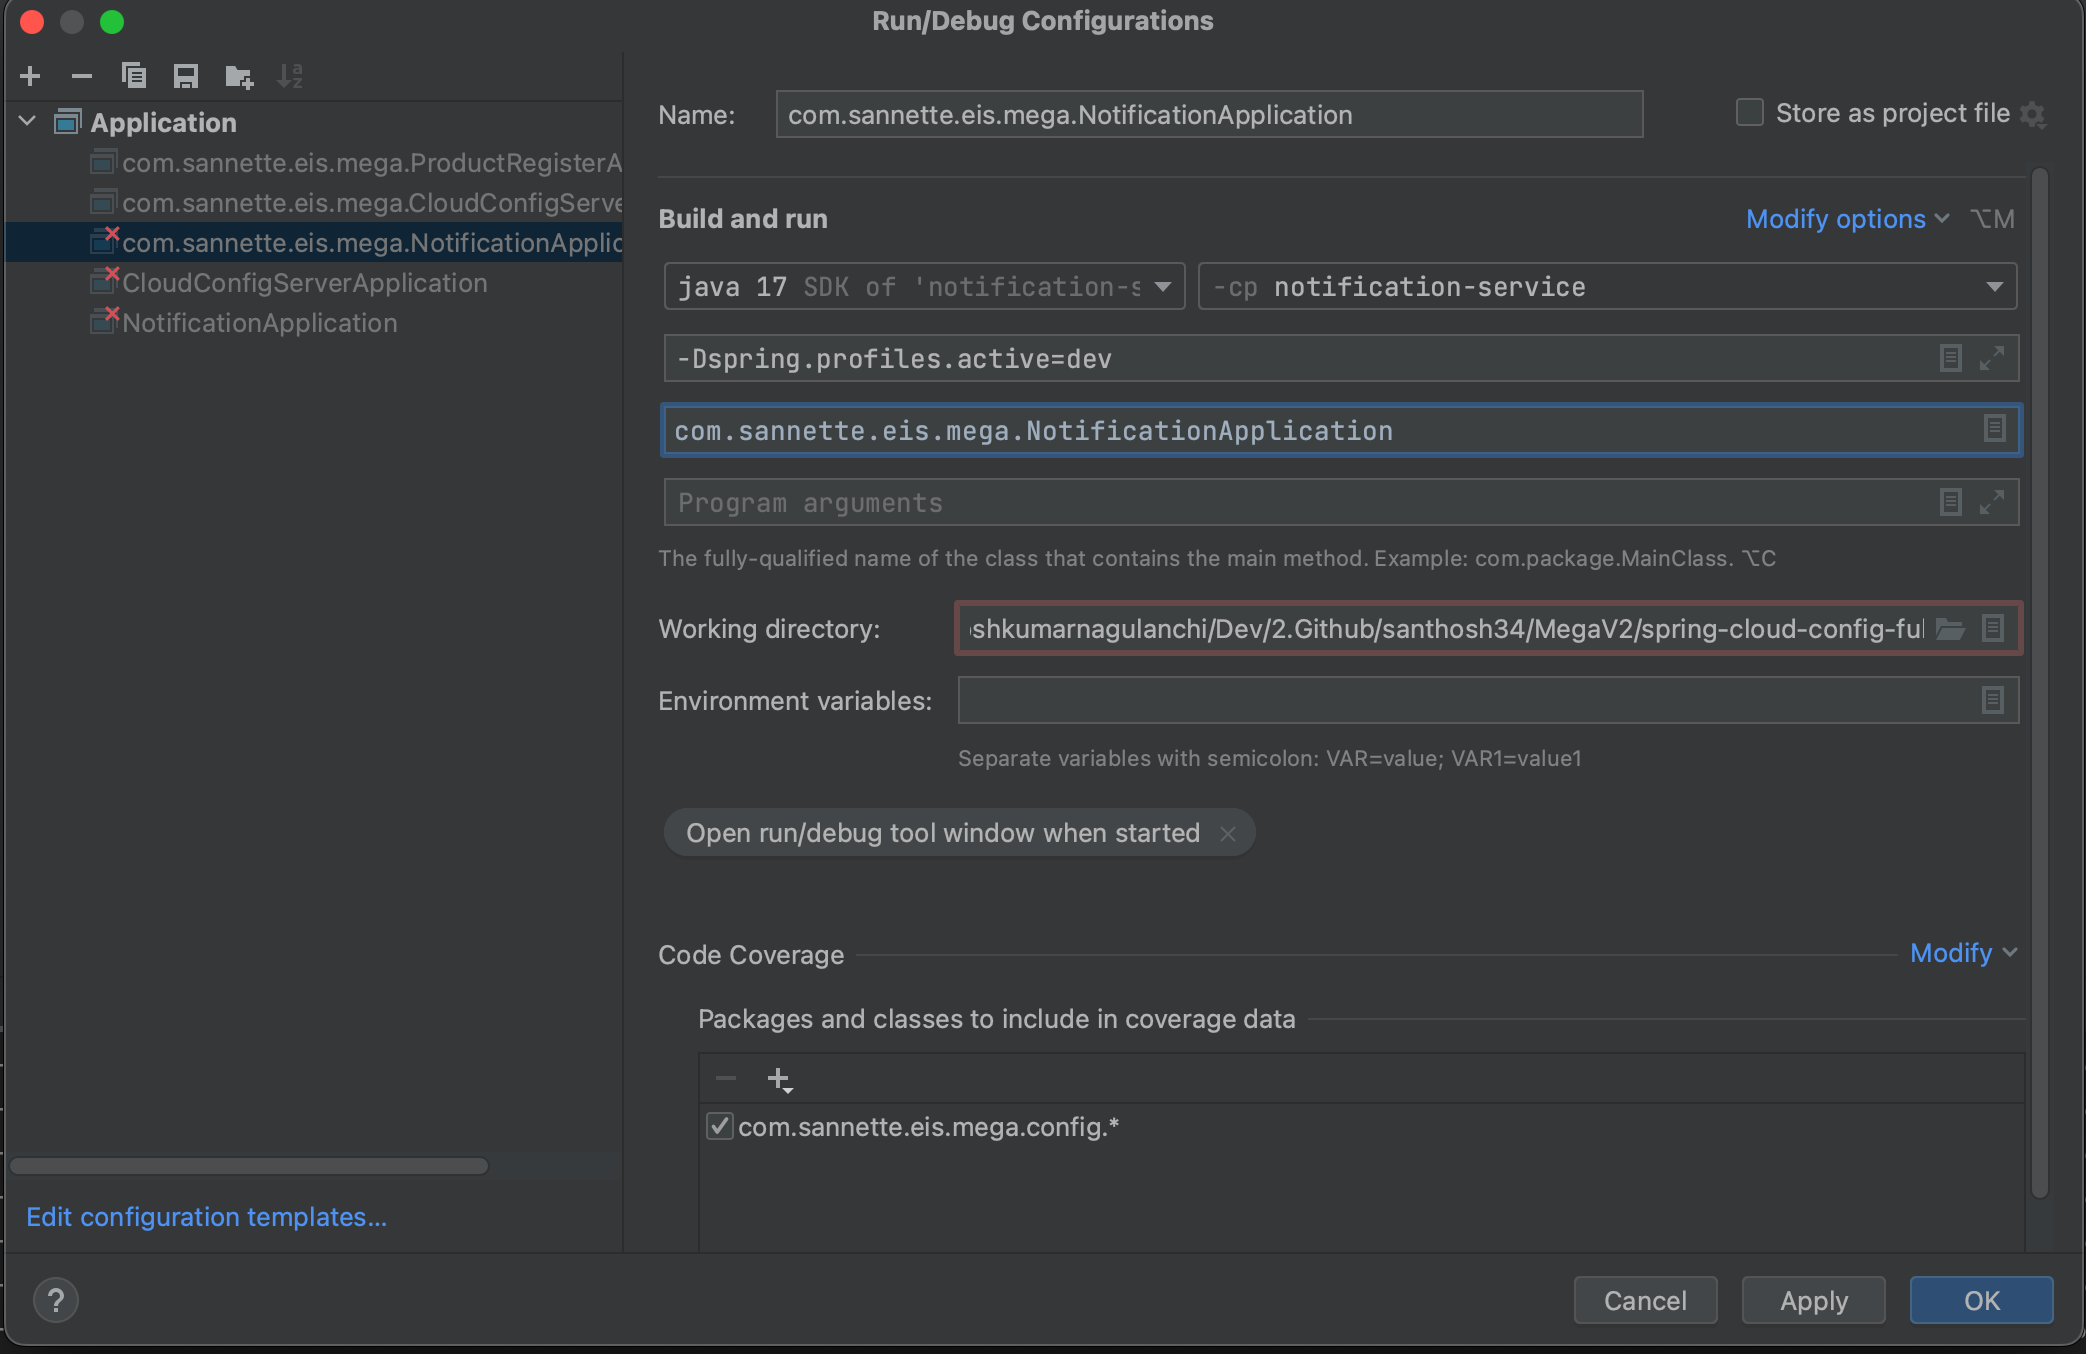 Run/Debug Configurations
Application
com.sannette.eis.mega.ProductRegisterA
com.sannette.eis.mega.CloudConfigServe
com.sannette.eis.mega.NotificationApplic
CloudConfigServerApplication
NotificationApplication
Edit configuration templates...
Name: com.sannette.eis.mega.NotificationApplication Store as project file
Build and run Modify options ⌥M
java 17 SDK of 'notification-s -cp notification-service
-Dspring.profiles.active=dev
com.sannette.eis.mega.NotificationApplication
Program arguments
The fully-qualified name of the class that contains the main method. Example: com.package.MainClass. ⌥C
Working directory: shkumarnagulanchi/Dev/2.Github/santhosh34/MegaV2/spring-cloud-config-ful
Environment variables:
Separate variables with semicolon: VAR=value; VAR1=value1
Open run/debug tool window when started
Code Coverage Modify
Packages and classes to include in coverage data
com.sannette.eis.mega.config.*
? Cancel Apply OK